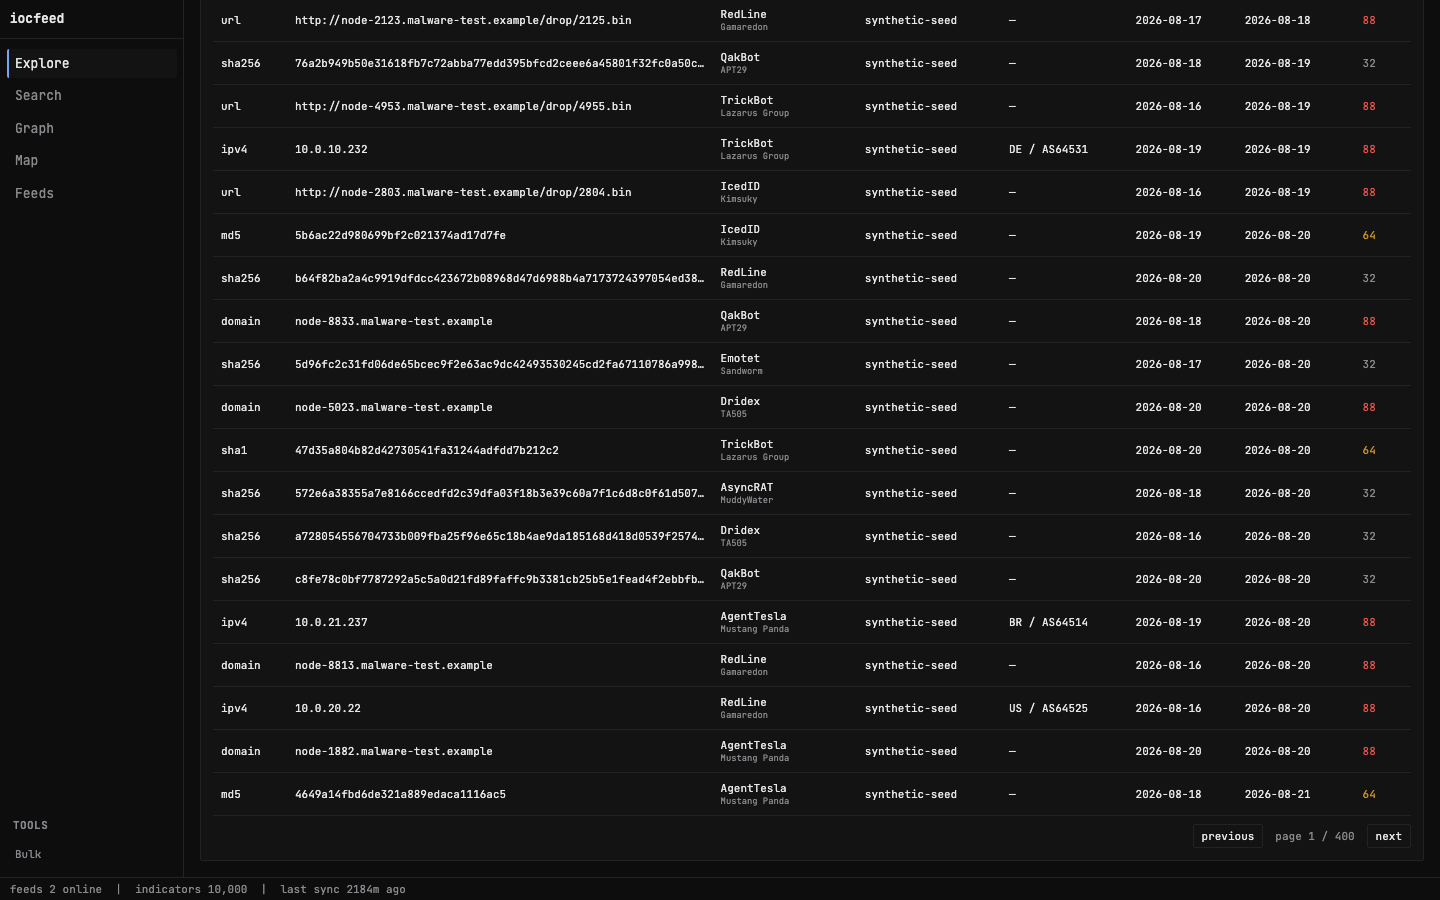 iocfeed
Explore
Search
Graph
Map
Feeds
TOOLS
Bulk
url http://node-2123.malware-test.example/drop/2125.bin RedLine Gamaredon synthetic-seed — 2026-08-17 2026-08-18 88
sha256 76a2b949b50e31618fb7c72abba77edd395bfcd2ceee6a45801f32fc0a50c… QakBot APT29 synthetic-seed — 2026-08-18 2026-08-19 32
url http://node-4953.malware-test.example/drop/4955.bin TrickBot Lazarus Group synthetic-seed — 2026-08-16 2026-08-19 88
ipv4 10.0.10.232 TrickBot Lazarus Group synthetic-seed DE / AS64531 2026-08-19 2026-08-19 88
url http://node-2803.malware-test.example/drop/2804.bin IcedID Kimsuky synthetic-seed — 2026-08-16 2026-08-19 88
md5 5b6ac22d980699bf2c021374ad17d7fe IcedID Kimsuky synthetic-seed — 2026-08-19 2026-08-20 64
sha256 b64f82ba2a4c9919dfdcc423672b08968d47d6988b4a7173724397054ed38… RedLine Gamaredon synthetic-seed — 2026-08-20 2026-08-20 32
domain node-8833.malware-test.example QakBot APT29 synthetic-seed — 2026-08-18 2026-08-20 88
sha256 5d96fc2c31fd06de65bcec9f2e63ac9dc42493530245cd2fa67110786a998… Emotet Sandworm synthetic-seed — 2026-08-17 2026-08-20 32
domain node-5023.malware-test.example Dridex TA505 synthetic-seed — 2026-08-20 2026-08-20 88
sha1 47d35a804b82d42730541fa31244adfdd7b212c2 TrickBot Lazarus Group synthetic-seed — 2026-08-20 2026-08-20 64
sha256 572e6a38355a7e8166ccedfd2c39dfa03f18b3e39c60a7f1c6d8c0f61d507… AsyncRAT MuddyWater synthetic-seed — 2026-08-18 2026-08-20 32
sha256 a728054556704733b009fba25f96e65c18b4ae9da185168d418d0539f2574… Dridex TA505 synthetic-seed — 2026-08-16 2026-08-20 32
sha256 c8fe78c0bf7787292a5c5a0d21fd89faffc9b3381cb25b5e1fead4f2ebbfb… QakBot APT29 synthetic-seed — 2026-08-20 2026-08-20 32
ipv4 10.0.21.237 AgentTesla Mustang Panda synthetic-seed BR / AS64514 2026-08-19 2026-08-20 88
domain node-8813.malware-test.example RedLine Gamaredon synthetic-seed — 2026-08-16 2026-08-20 88
ipv4 10.0.20.22 RedLine Gamaredon synthetic-seed US / AS64525 2026-08-16 2026-08-20 88
domain node-1882.malware-test.example AgentTesla Mustang Panda synthetic-seed — 2026-08-20 2026-08-20 88
md5 4649a14fbd6de321a889edaca1116ac5 AgentTesla Mustang Panda synthetic-seed — 2026-08-18 2026-08-21 64
previous page 1 / 400 next
feeds 2 online | indicators 10,000 | last sync 2184m ago